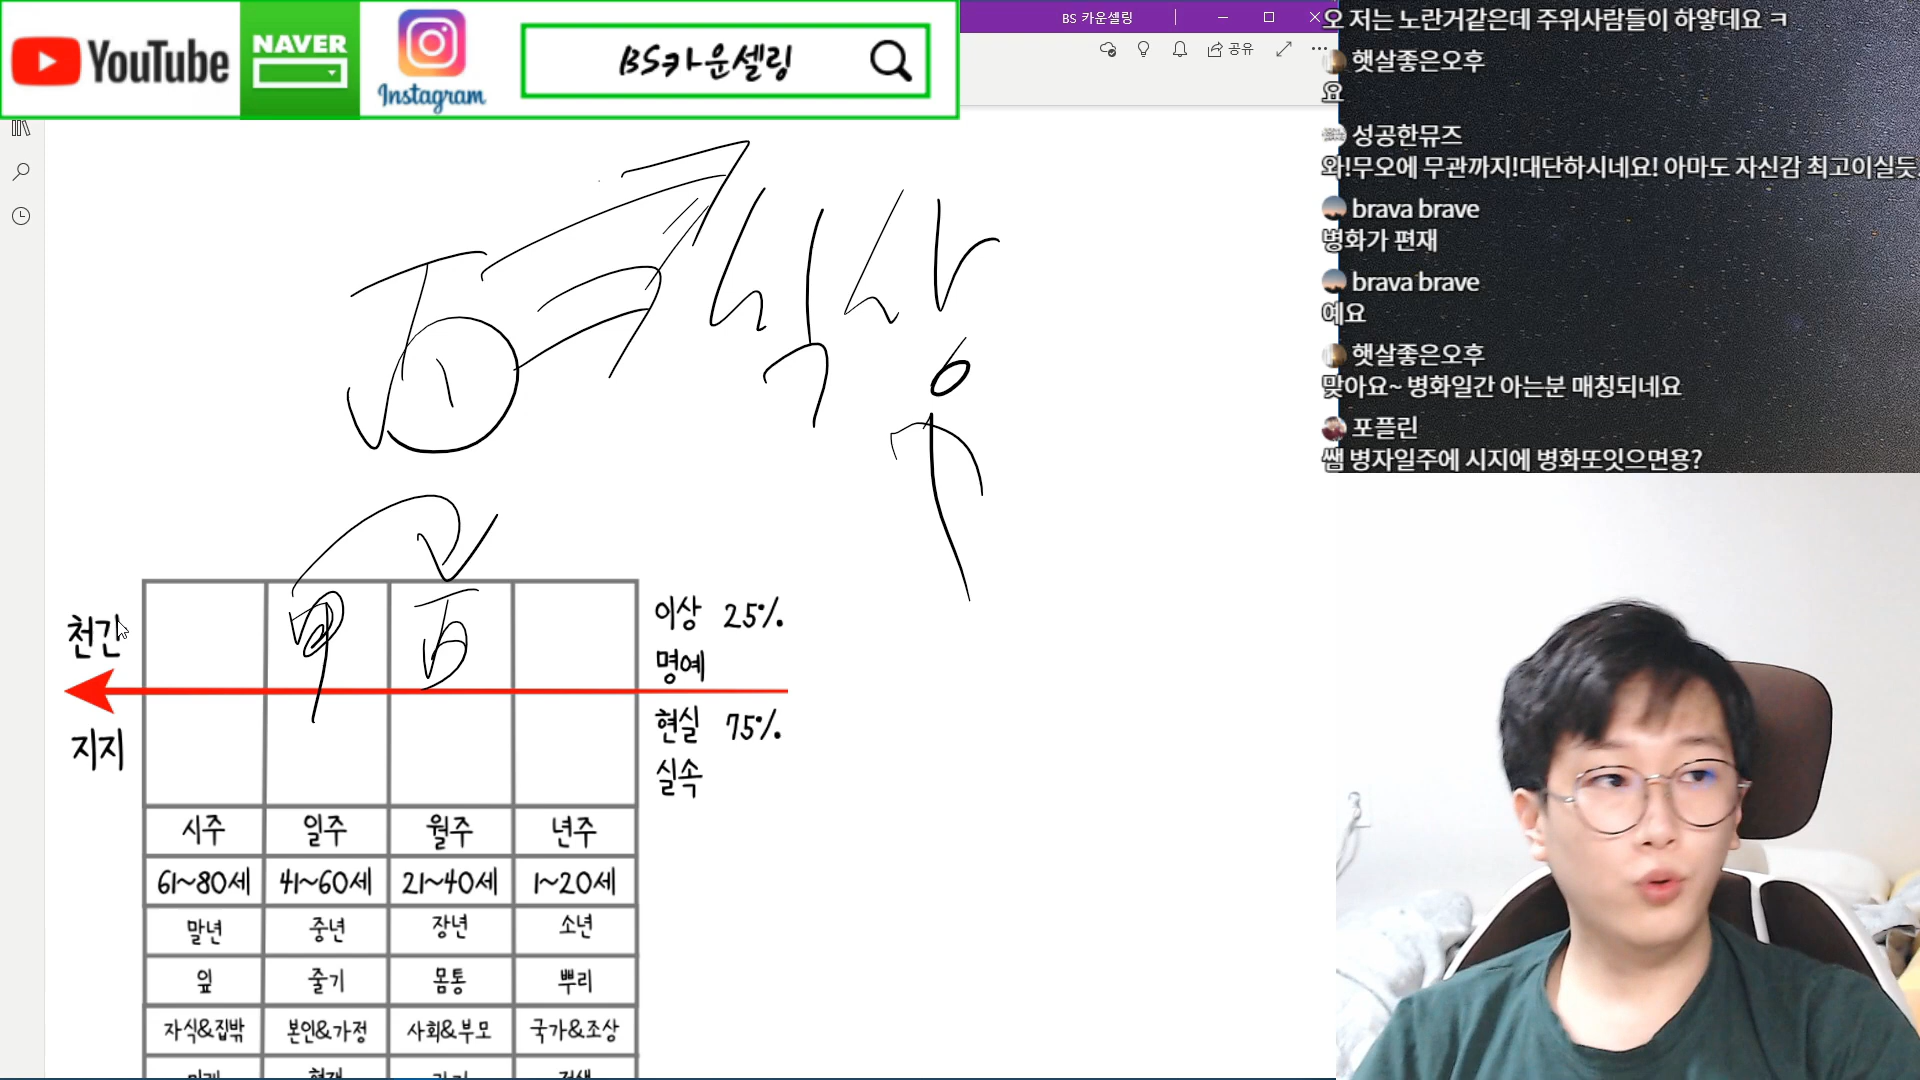 YouTube
NAVER
Instagram
BS카운셀링
BS 카운셀링
공유
오 저는 노란거같은데 주위사람들이 하얗데요 ㅋ
햇살좋은오후
요
성공한뮤즈
와!무오에 무관까지!대단하시네요! 아마도 자신감 최고이실듯
brava brave
병화가 편재
brava brave
예요
햇살좋은오후
맞아요~ 병화일간 아는분 매칭되네요
포플린
쌤 병자일주에 시지에 병화또잇으면용?
식상
천간
이상 25%
명예
지지
현실 75%
실속
시주 일주 월주 년주
61~80세 41~60세 21~40세 1~20세
말년 중년 장년 소년
잎 줄기 몸통 뿌리
자식&집밖 본인&가정 사회&부모 국가&조상